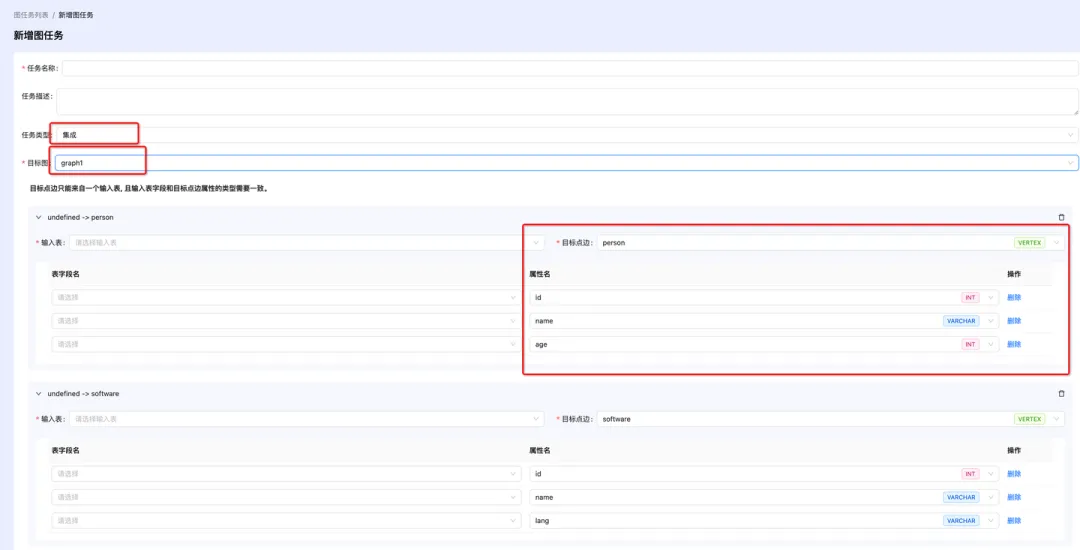 图任务列表 / 新增图任务
新增图任务
* 任务名称:
任务描述:
任务类型: 集成
* 目标图: graph1
目标点边只能来自一个输入表, 且输入表字段和目标点边属性的类型需要一致。
undefined -> person
* 输入表: 请选择输入表 * 目标点边: person VERTEX
表字段名 属性名 操作
请选择 id INT 删除
请选择 name VARCHAR 删除
请选择 age INT 删除
undefined -> software
* 输入表: 请选择输入表 * 目标点边: software VERTEX
表字段名 属性名 操作
请选择 id INT 删除
请选择 name VARCHAR 删除
请选择 lang VARCHAR 删除